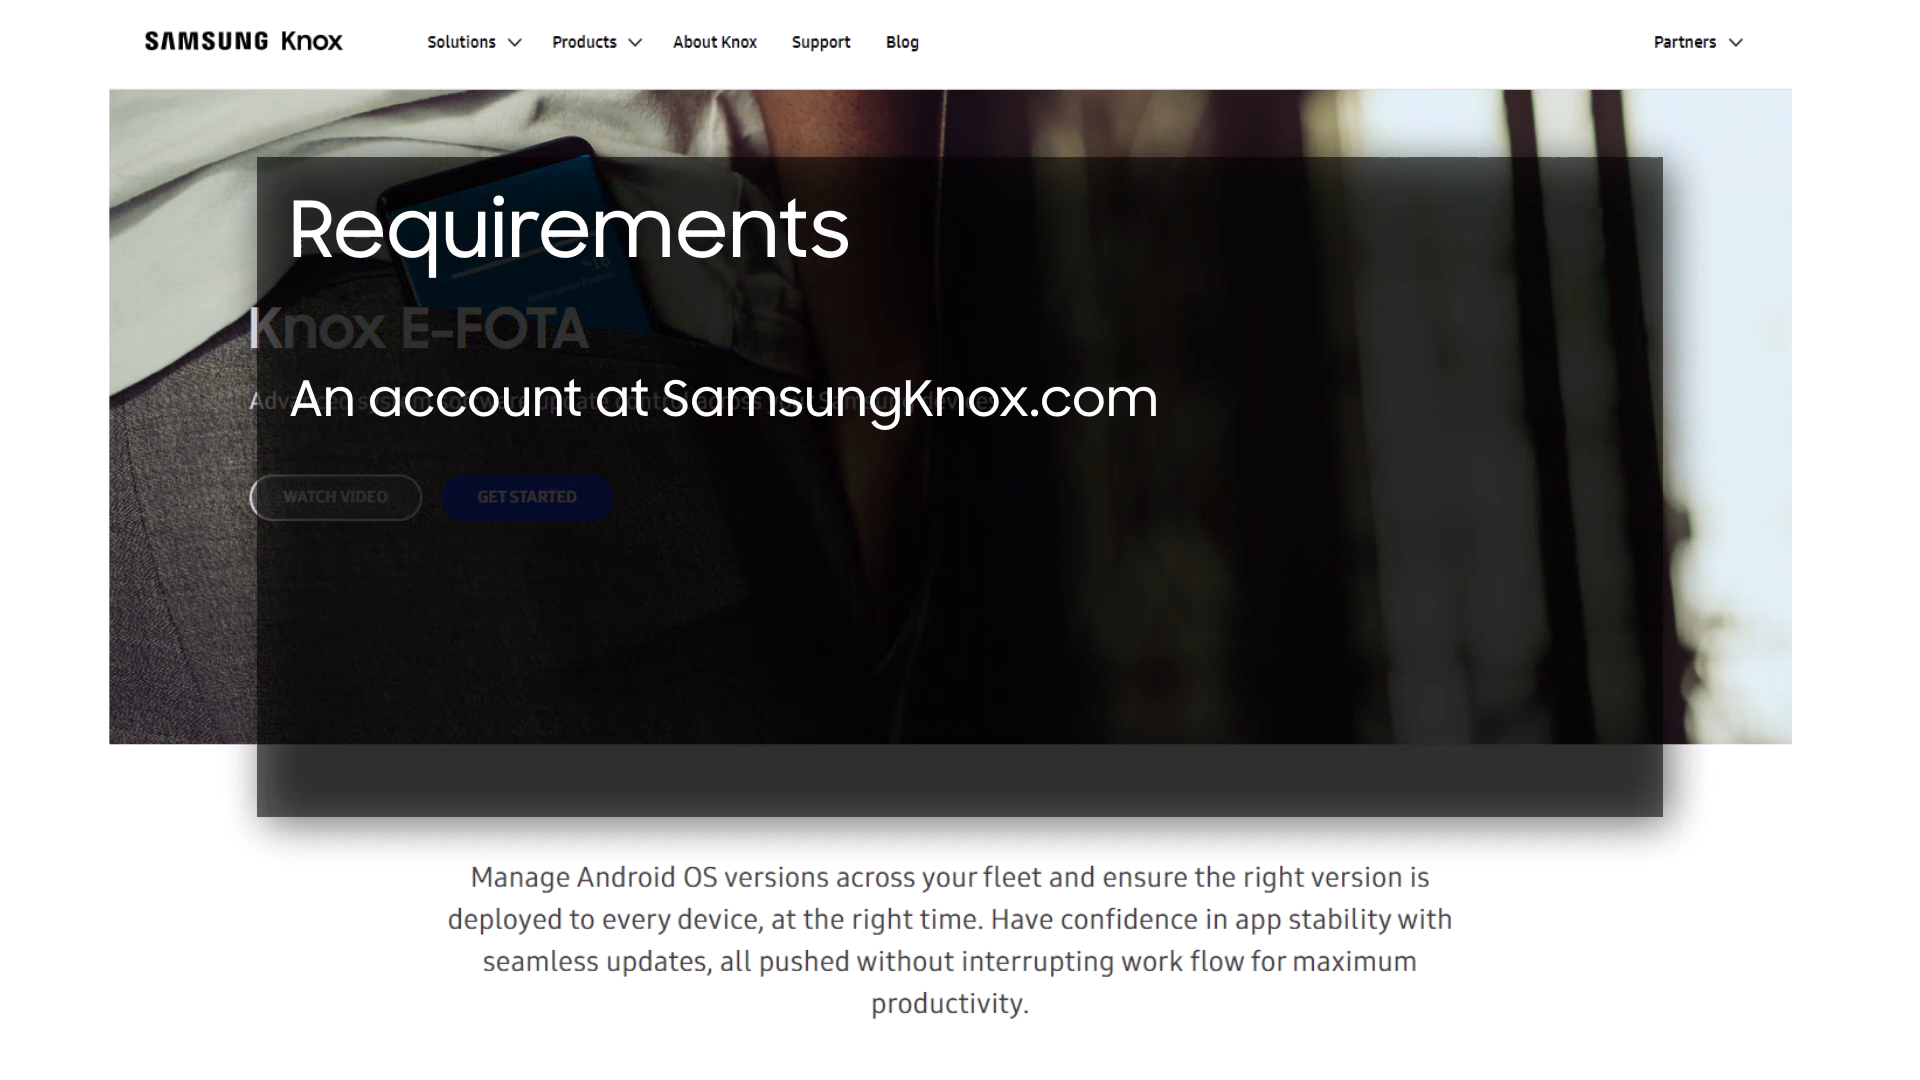 SAMSUNG Knox Solutions Products About Knox Support Blog Partners
Requirements
Knox E-FOTA
An account at SamsungKnox.com
WATCH VIDEO GET STARTED
Manage Android OS versions across your fleet and ensure the right version is
deployed to every device, at the right time. Have confidence in app stability with
seamless updates, all pushed without interrupting work flow for maximum
productivity.